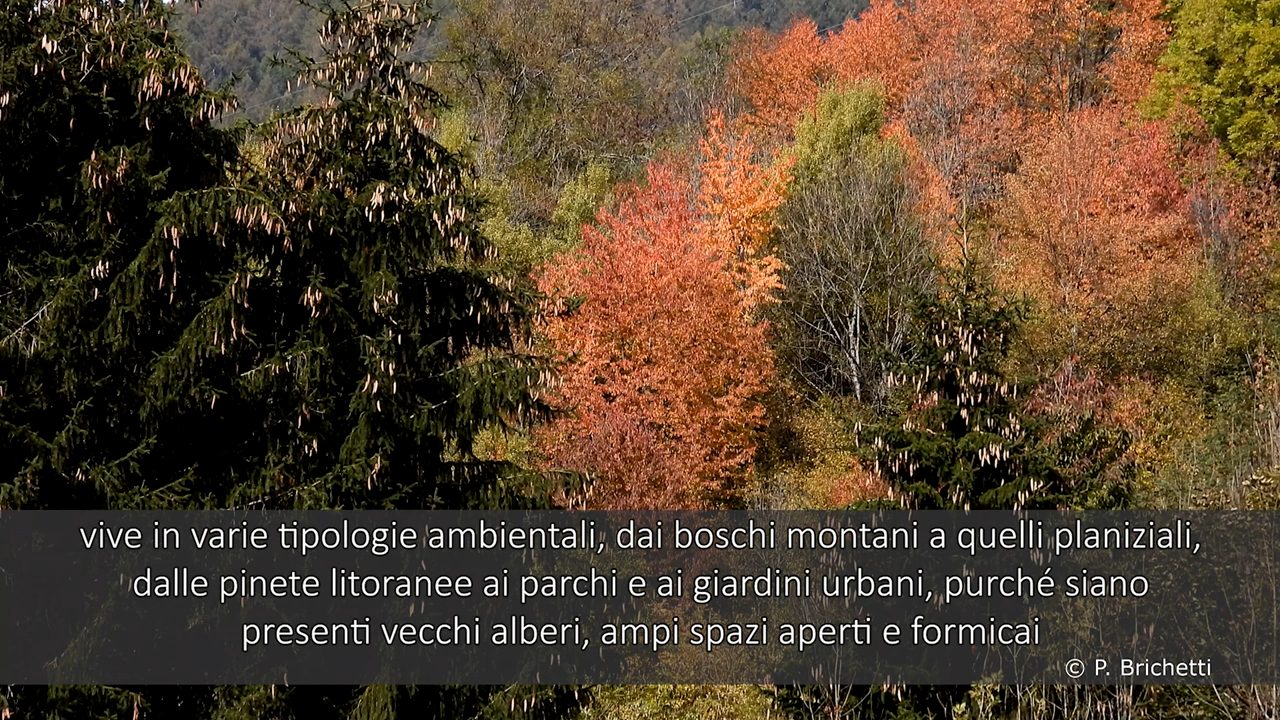 vive in varie tipologie ambientali, dai boschi montani a quelli planiziali,
dalle pinete litoranee ai parchi e ai giardini urbani, purché siano
presenti vecchi alberi, ampi spazi aperti e formicai
© P. Brichetti